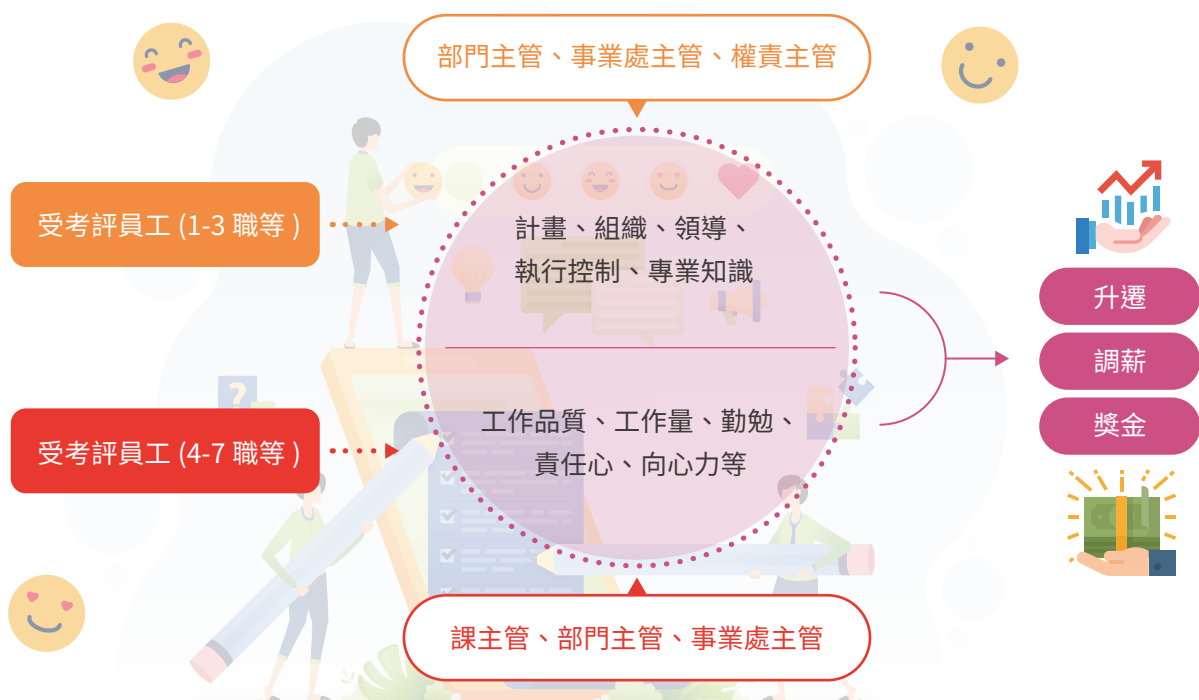 部門主管、事業處主管、權責主管
受考評員工 (1-3 職等 )
計畫、組織、領導、
執行控制、專業知識
升遷
調薪
獎金
受考評員工 (4-7 職等 )
工作品質、工作量、勤勉、
責任心、向心力等
課主管、部門主管、事業處主管